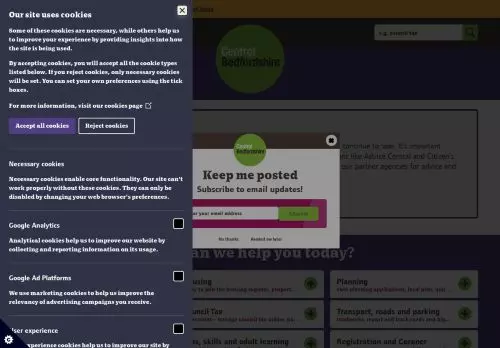 Our site uses cookies
Some of these cookies are necessary, while others help us
to improve your experience by providing insights into how
the site is being used.
By accepting cookies, you will accept all the cookie types
listed below. If you reject cookies, only necessary cookies
will be set. You can set your own preferences using the tick
boxes.
For more information, visit our cookies page
Accept all cookies
Reject cookies
Necessary cookies
Necessary cookies enable core functionality. Our site can't
work properly without these cookies. They can only be
disabled by changing your web browser's preferences.
Google Analytics
Analytical cookies help us to improve our website by
collecting and reporting information on its usage.
Google Ad Platforms
We use marketing cookies to help us improve the
relevancy of advertising campaigns you receive.
User experience
experience cookies help us to improve our site by
Central
Bedfordshire
Central
Bedfordshire
Keep me posted
Subscribe to email updates!
your email address
No thanks
Remind me later
we help you today?
Planning
Transport, roads and parking
skills and adult learning
Registration and Coroner